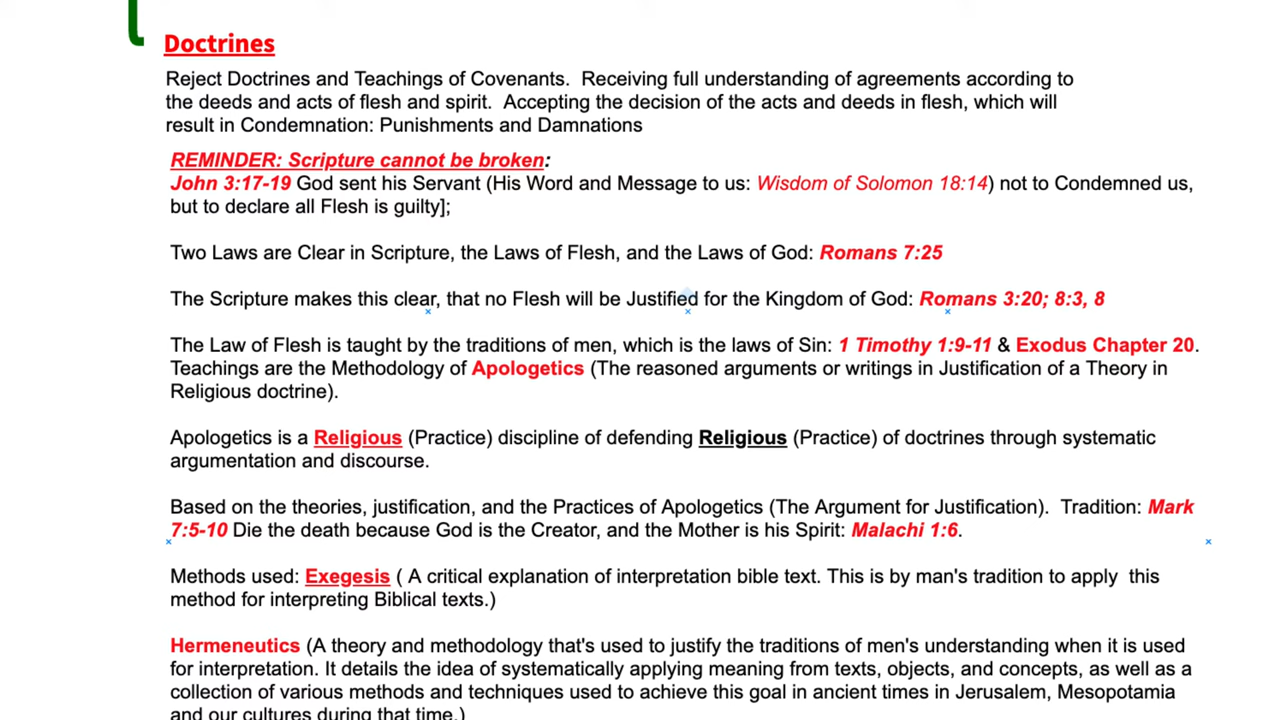 Doctrines
Reject Doctrines and Teachings of Covenants.  Receiving full understanding of agreements according to
the deeds and acts of flesh and spirit.  Accepting the decision of the acts and deeds in flesh, which will
result in Condemnation: Punishments and Damnations
REMINDER: Scripture cannot be broken:
John 3:17-19 God sent his Servant (His Word and Message to us: Wisdom of Solomon 18:14) not to Condemned us,
but to declare all Flesh is guilty];
Two Laws are Clear in Scripture, the Laws of Flesh, and the Laws of God: Romans 7:25
The Scripture makes this clear, that no Flesh will be Justified for the Kingdom of God: Romans 3:20; 8:3, 8
The Law of Flesh is taught by the traditions of men, which is the laws of Sin: 1 Timothy 1:9-11 & Exodus Chapter 20.
Teachings are the Methodology of Apologetics (The reasoned arguments or writings in Justification of a Theory in
Religious doctrine).
Apologetics is a Religious (Practice) discipline of defending Religious (Practice) of doctrines through systematic
argumentation and discourse.
Based on the theories, justification, and the Practices of Apologetics (The Argument for Justification).  Tradition: Mark
7:5-10 Die the death because God is the Creator, and the Mother is his Spirit: Malachi 1:6.
Methods used: Exegesis ( A critical explanation of interpretation bible text. This is by man's tradition to apply  this
method for interpreting Biblical texts.)
Hermeneutics (A theory and methodology that's used to justify the traditions of men's understanding when it is used
for interpretation. It details the idea of systematically applying meaning from texts, objects, and concepts, as well as a
collection of various methods and techniques used to achieve this goal in ancient times in Jerusalem, Mesopotamia
and our cultures during that time.)